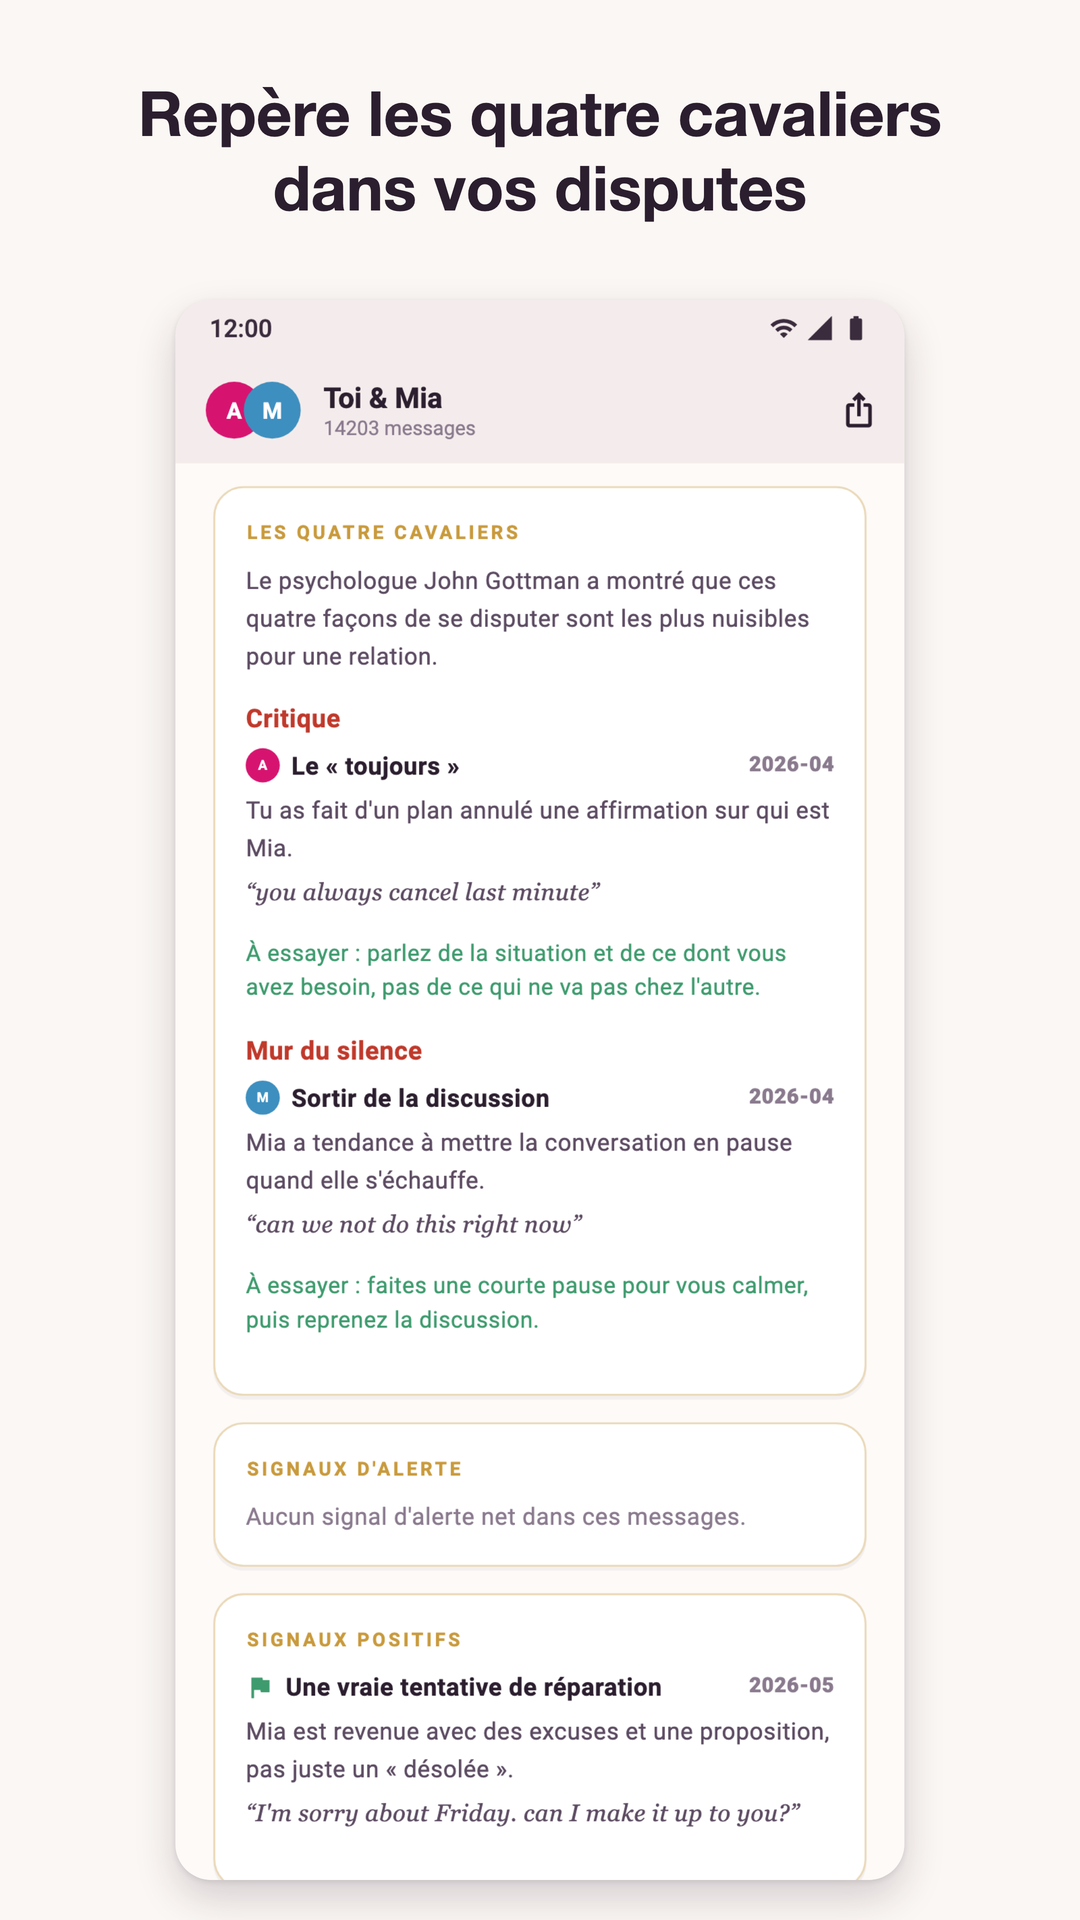 Repère les quatre cavaliers
dans vos disputes
12:00
A M
Toi & Mia
14203 messages
LES QUATRE CAVALIERS
Le psychologue John Gottman a montré que ces
quatre façons de se disputer sont les plus nuisibles
pour une relation.
Critique
A Le « toujours » 2026-04
Tu as fait d'un plan annulé une affirmation sur qui est
Mia.
“you always cancel last minute”
À essayer : parlez de la situation et de ce dont vous
avez besoin, pas de ce qui ne va pas chez l'autre.
Mur du silence
M Sortir de la discussion 2026-04
Mia a tendance à mettre la conversation en pause
quand elle s'échauffe.
“can we not do this right now”
À essayer : faites une courte pause pour vous calmer,
puis reprenez la discussion.
SIGNAUX D'ALERTE
Aucun signal d'alerte net dans ces messages.
SIGNAUX POSITIFS
Une vraie tentative de réparation 2026-05
Mia est revenue avec des excuses et une proposition,
pas juste un « désolée ».
“I'm sorry about Friday. can I make it up to you?”